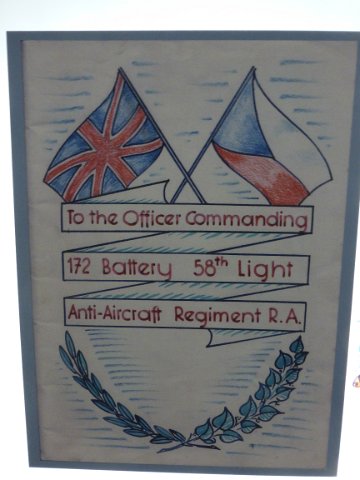 To the Officer Commanding
172 Battery 58th Light
Anti-Aircraft Regiment R.A.